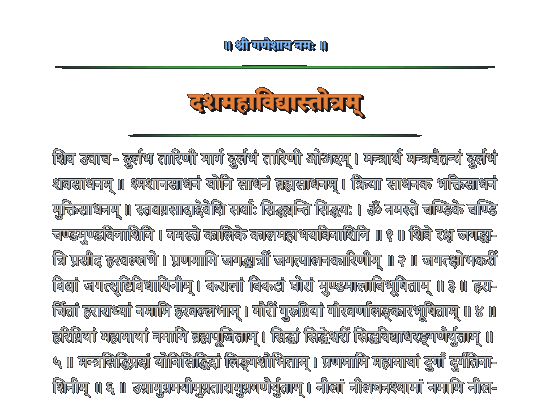 ॥ श्री गणेशाय नमः ॥
दशमहाविद्यास्तोत्रम्
शिव उवाच - दुर्लभं तारिणी मार्ग दुर्लभं तारिणी ओंपदम् । मन्त्रार्थं मन्त्रचैतन्यं दुर्लभं
शवसाधनम् ॥ श्मशानसाधनं योनि साधनं ब्रह्मसाधनम् । क्रिया साधनक भक्तिसाधनं
मुक्तिसाधनम् ॥ स्तवप्रसादाद्देवेशि सर्वाः सिद्ध्यन्ति सिद्धयः । ॐ नमस्ते चण्डिके चण्डि
चण्डमुण्डविनाशिनि । नमस्ते कालिके कालमहाभयविनाशिनि ॥ १ ॥ शिवे रक्ष जगद्धा-
त्रि प्रसीद हरवल्लभे । प्रणमामि जगद्धात्रीं जगत्पालनकारिणीम् ॥ २ ॥ जगत्क्षोभकरीं
विद्यां जगत्सृष्टिविधायिनीम् । करालां विकटां घोरां मुण्डमालाविभूषिताम् ॥ ३ ॥ हरा-
र्चितां हराराध्यां नमामि हरवल्लभाम् । गौरीं गुरुप्रियां गौरवर्णालङ्कारभूषिताम् ॥ ४ ॥
हरिप्रियां महामायां नमामि ब्रह्मपूजिताम् । सिद्धां सिद्धेश्वरीं सिद्धविद्याधरङ्गणैर्युताम् ॥
५ ॥ मन्त्रसिद्धिप्रदां योनिसिद्धिदां लिङ्गशोभिताम् । प्रणमामि महामायां दुर्गां दुर्गतिना-
शिनीम् ॥ ६ ॥ उग्रामुग्रमयीमुग्रतारामुग्रगणैर्युताम् । नीलां नीलघनश्यामां नमामि नील-